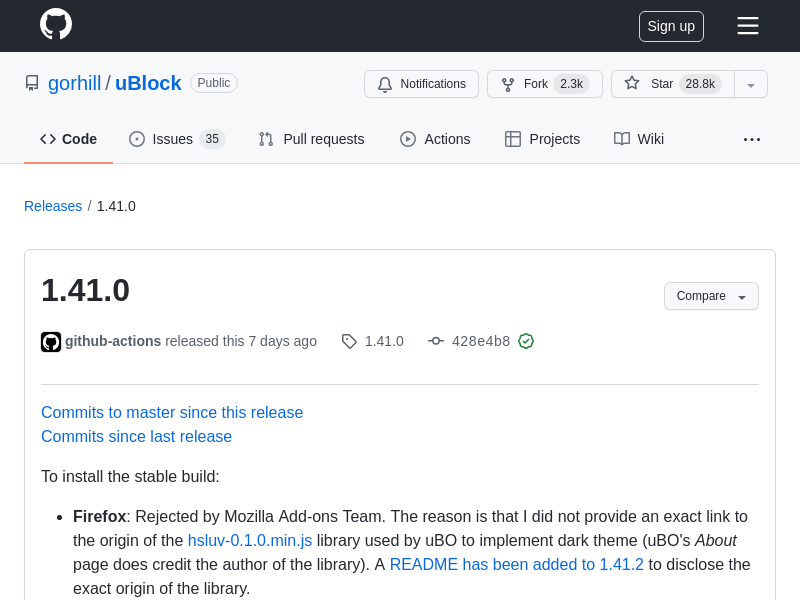 Sign up
gorhill / uBlock Public
Notifications Fork 2.3k Star 28.8k
Code Issues 35 Pull requests Actions Projects Wiki ...
Releases / 1.41.0
1.41.0
Compare
github-actions released this 7 days ago 1.41.0 428e4b8
Commits to master since this release
Commits since last release
To install the stable build:
• Firefox: Rejected by Mozilla Add-ons Team. The reason is that I did not provide an exact link to
the origin of the hsluv-0.1.0.min.js library used by uBO to implement dark theme (uBO's About
page does credit the author of the library). A README has been added to 1.41.2 to disclose the
exact origin of the library.